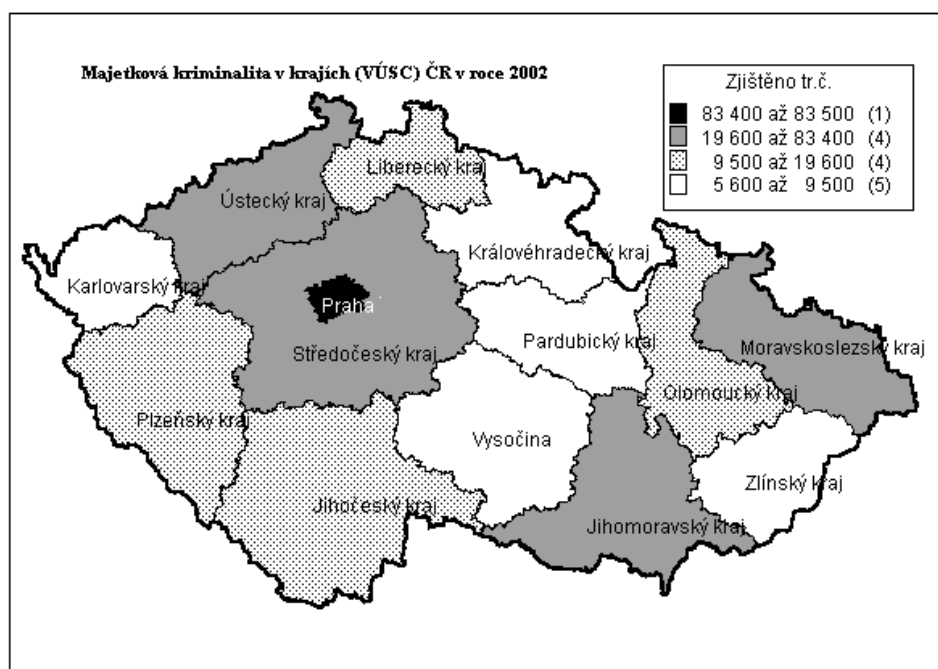 Majetková kriminalita v krajích (VÚSC) ČR v roce 2002
Zjištěno tr.č.
83 400 až 83 500 (1)
19 600 až 83 400 (4)
9 500 až 19 600 (4)
5 600 až 9 500 (5)
Liberecký kraj
Ústecký kraj
Královéhradecký kraj
Karlovarský kraj
Praha
Pardubický kraj
Středočeský kraj
Moravskoslezský kraj
Olomoucký kraj
Plzeňský kraj
Vysočina
Zlínský kraj
Jihočeský kraj
Jihomoravský kraj